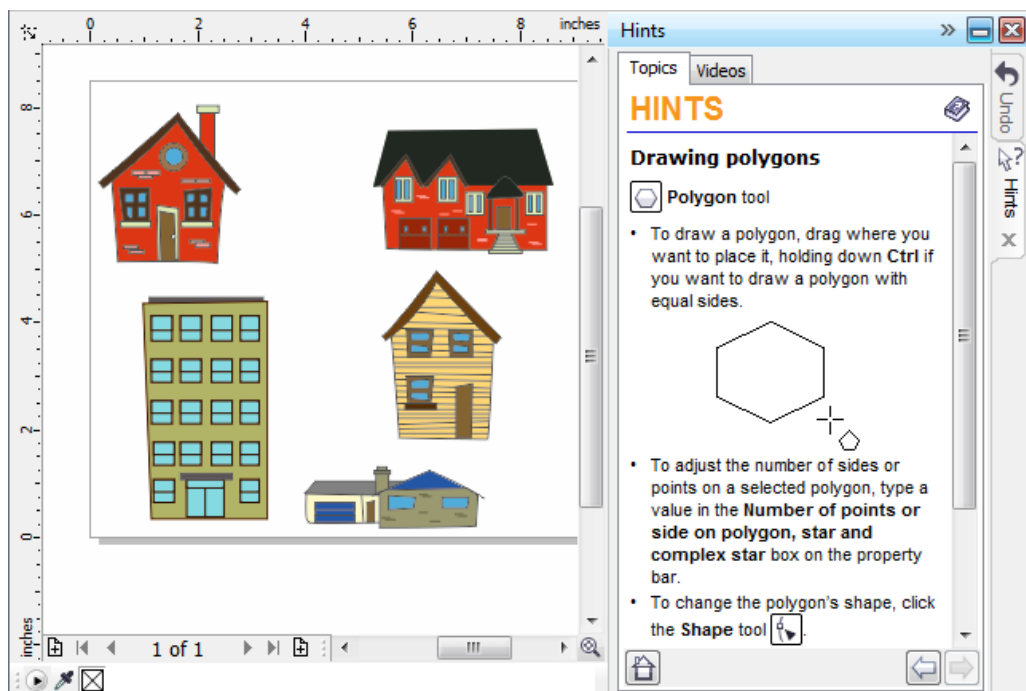 0 2 4 6 8 inches
8
6
4
2
0
inches
1 of 1
Hints
Topics Videos
HINTS
Drawing polygons
Polygon tool
• To draw a polygon, drag where you
want to place it, holding down Ctrl if
you want to draw a polygon with
equal sides.
• To adjust the number of sides or
points on a selected polygon, type a
value in the Number of points or
side on polygon, star and
complex star box on the property
bar.
• To change the polygon's shape, click
the Shape tool .
Undo
Hints